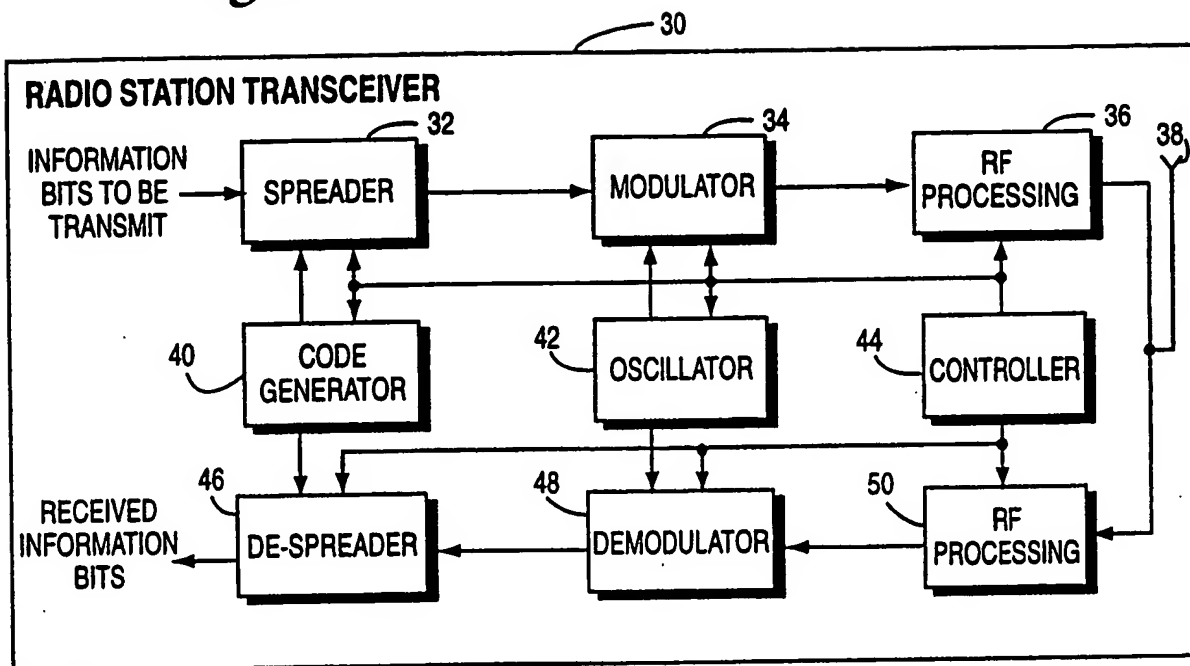 30
RADIO STATION TRANSCEIVER
32
34
36
38
INFORMATION
BITS TO BE
TRANSMIT
SPREADER
MODULATOR
RF
PROCESSING
40
CODE
GENERATOR
42
OSCILLATOR
44
CONTROLLER
46
48
50
RECEIVED
INFORMATION
BITS
DE-SPREADER
DEMODULATOR
RF
PROCESSING